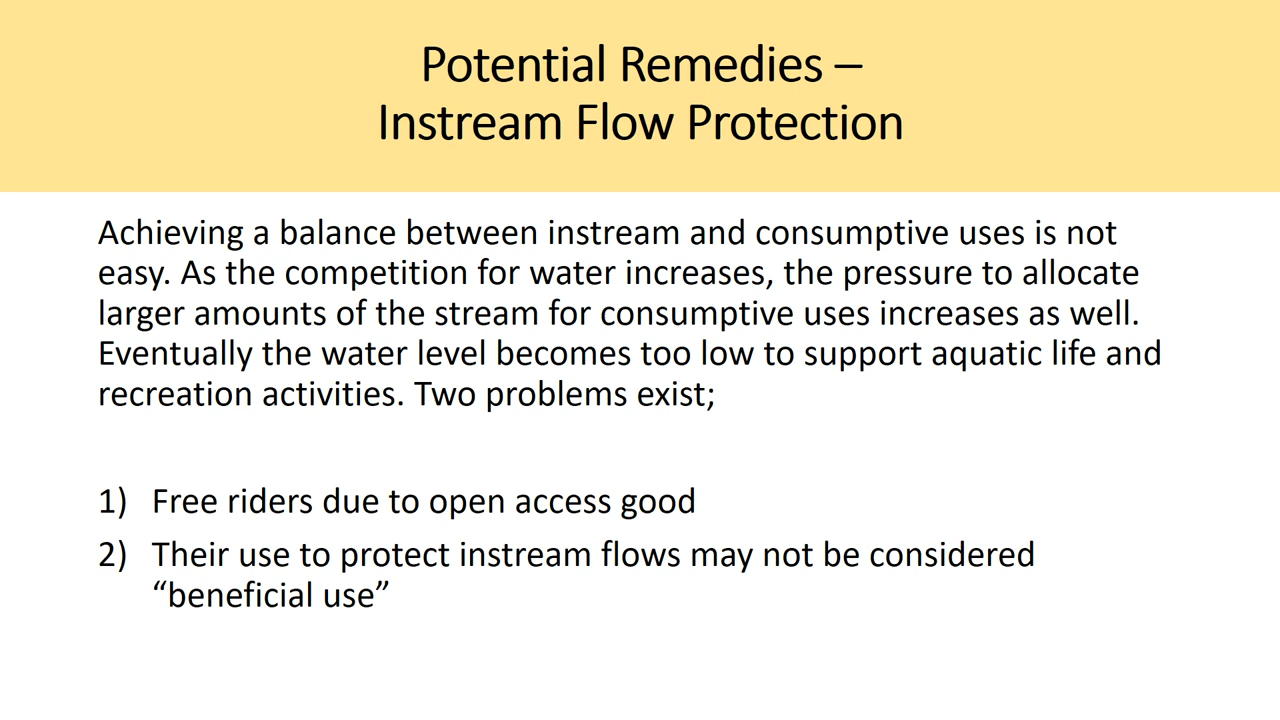 Potential Remedies –
Instream Flow Protection
Achieving a balance between instream and consumptive uses is not
easy. As the competition for water increases, the pressure to allocate
larger amounts of the stream for consumptive uses increases as well.
Eventually the water level becomes too low to support aquatic life and
recreation activities. Two problems exist;
1) Free riders due to open access good
2) Their use to protect instream flows may not be considered
“beneficial use”